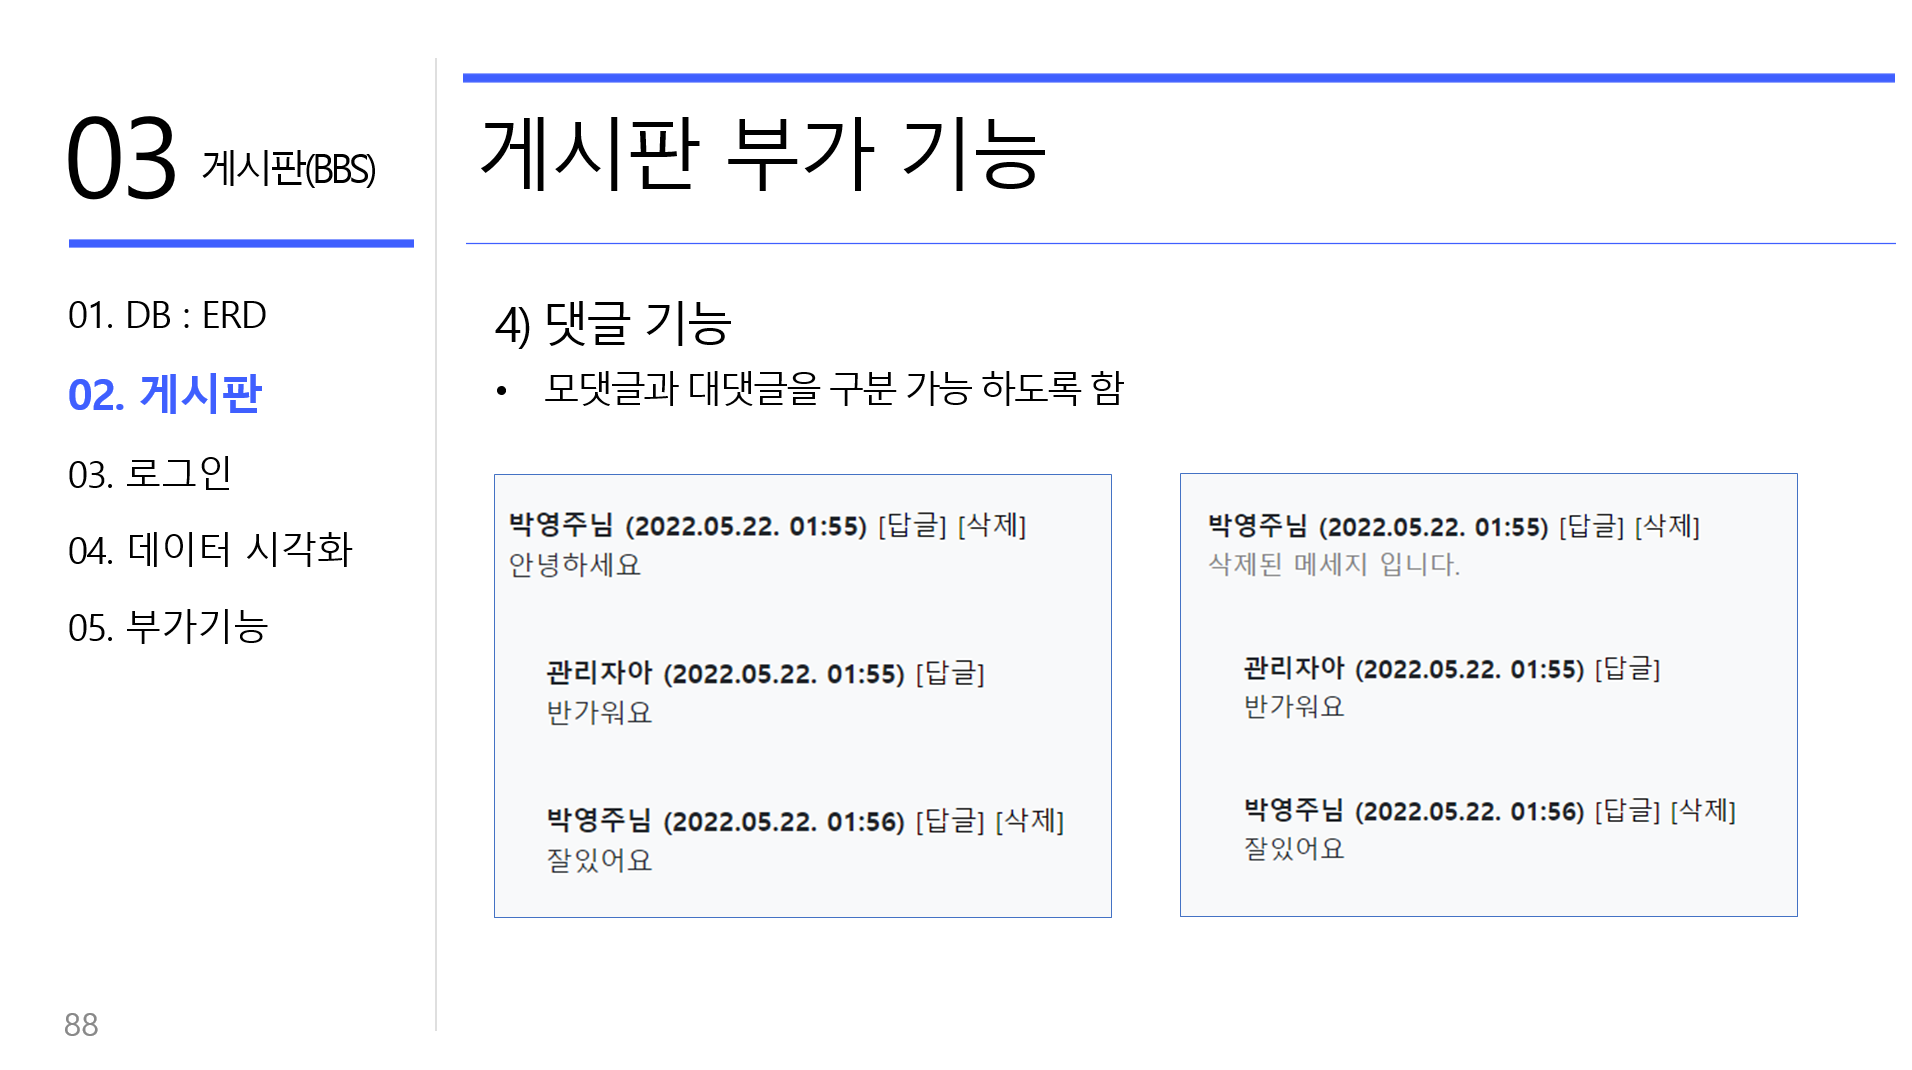 03 게시판(BBS)
01. DB : ERD
02. 게시판
03. 로그인
04. 데이터 시각화
05. 부가기능
88
게시판 부가 기능
4) 댓글 기능
• 모댓글과 대댓글을 구분 가능 하도록 함
박영주님 (2022.05.22. 01:55) [답글] [삭제]
안녕하세요
관리자아 (2022.05.22. 01:55) [답글]
반가워요
박영주님 (2022.05.22. 01:56) [답글] [삭제]
잘있어요
박영주님 (2022.05.22. 01:55) [답글] [삭제]
삭제된 메세지 입니다.
관리자아 (2022.05.22. 01:55) [답글]
반가워요
박영주님 (2022.05.22. 01:56) [답글] [삭제]
잘있어요